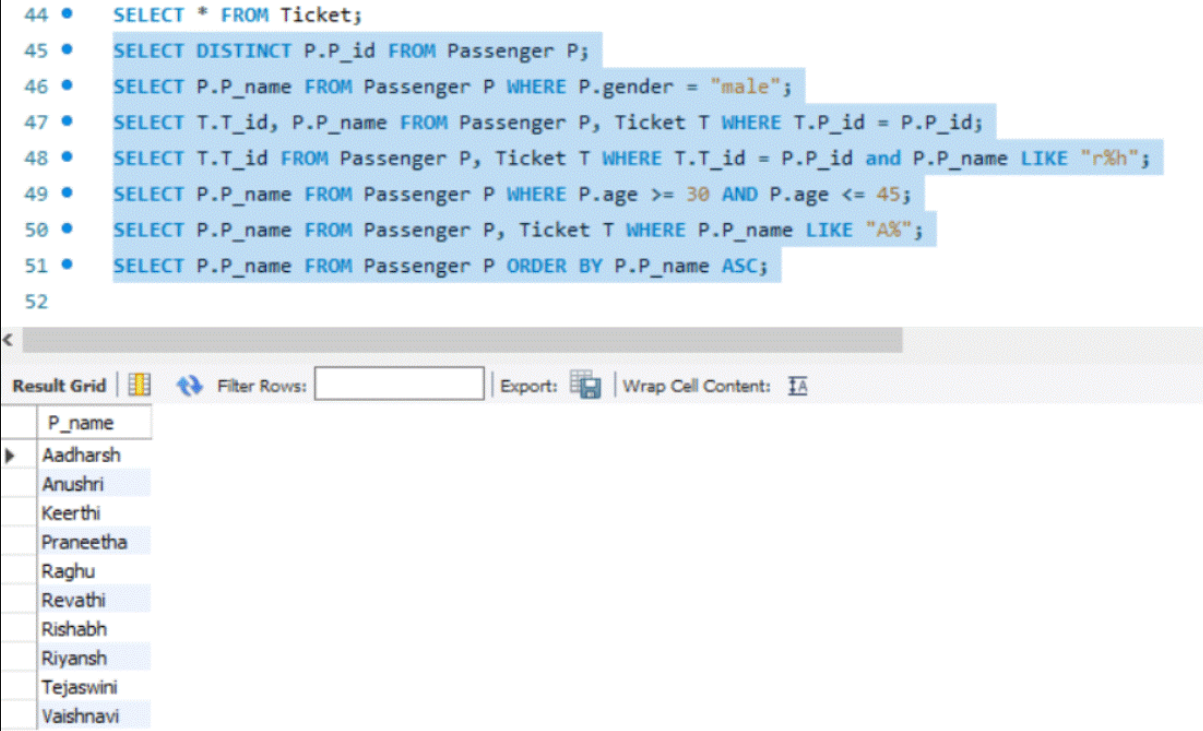 44 SELECT * FROM Ticket;
45 SELECT DISTINCT P.P_id FROM Passenger P;
46 SELECT P.P_name FROM Passenger P WHERE P.gender = "male";
47 SELECT T.T_id, P.P_name FROM Passenger P, Ticket T WHERE T.P_id = P.P_id;
48 SELECT T.T_id FROM Passenger P, Ticket T WHERE T.T_id = P.P_id and P.P_name LIKE "r%h";
49 SELECT P.P_name FROM Passenger P WHERE P.age >= 30 AND P.age <= 45;
50 SELECT P.P_name FROM Passenger P, Ticket T WHERE P.P_name LIKE "A%";
51 SELECT P.P_name FROM Passenger P ORDER BY P.P_name ASC;
52
Result Grid Filter Rows: Export: Wrap Cell Content: IA
P_name
Aadharsh
Anushri
Keerthi
Praneetha
Raghu
Revathi
Rishabh
Riyansh
Tejaswini
Vaishnavi